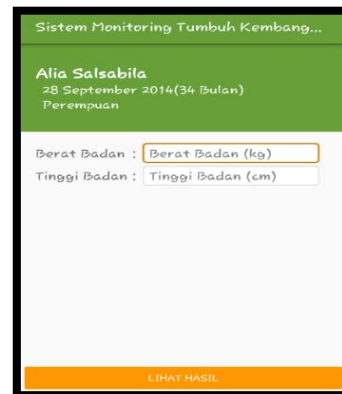 Sistem Monitoring Tumbuh Kembang...
Alia Salsabila
28 September 2014(34 Bulan)
Perempuan
Berat Badan : Berat Badan (kg)
Tinggi Badan : Tinggi Badan (cm)
LIHAT HASIL